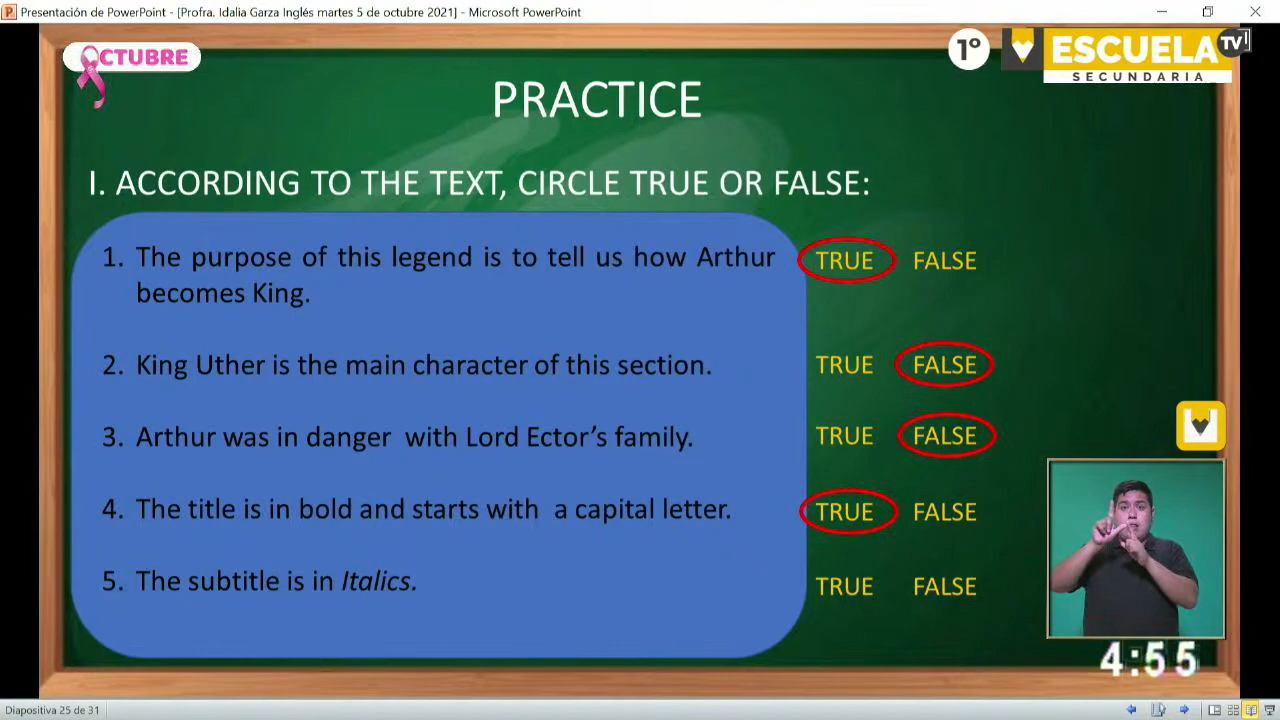 Presentación de PowerPoint - [Profra. Idalia Garza Inglés martes 5 de octubre 2021] - Microsoft PowerPoint
OCTUBRE
1º
ESCUELA TV
SECUNDARIA
PRACTICE
I. ACCORDING TO THE TEXT, CIRCLE TRUE OR FALSE:
1. The purpose of this legend is to tell us how Arthur TRUE FALSE
becomes King.
2. King Uther is the main character of this section. TRUE FALSE
3. Arthur was in danger with Lord Ector’s family. TRUE FALSE
4. The title is in bold and starts with a capital letter. TRUE FALSE
5. The subtitle is in Italics. TRUE FALSE
4:55
Diapositiva 25 de 31